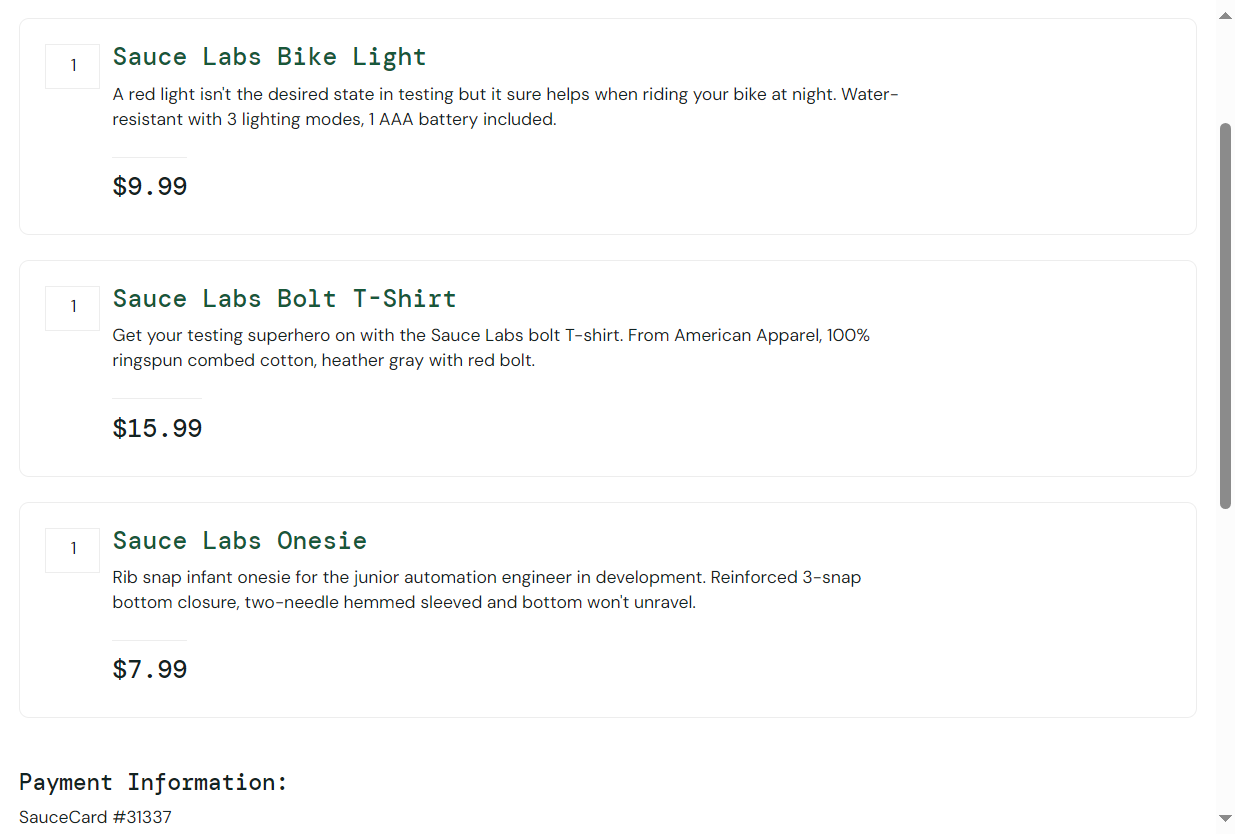 1
Sauce Labs Bike Light
A red light isn't the desired state in testing but it sure helps when riding your bike at night. Water-
resistant with 3 lighting modes, 1 AAA battery included.
$9.99
1
Sauce Labs Bolt T-Shirt
Get your testing superhero on with the Sauce Labs bolt T-shirt. From American Apparel, 100%
ringspun combed cotton, heather gray with red bolt.
$15.99
1
Sauce Labs Onesie
Rib snap infant onesie for the junior automation engineer in development. Reinforced 3-snap
bottom closure, two-needle hemmed sleeved and bottom won't unravel.
$7.99
Payment Information:
SauceCard #31337